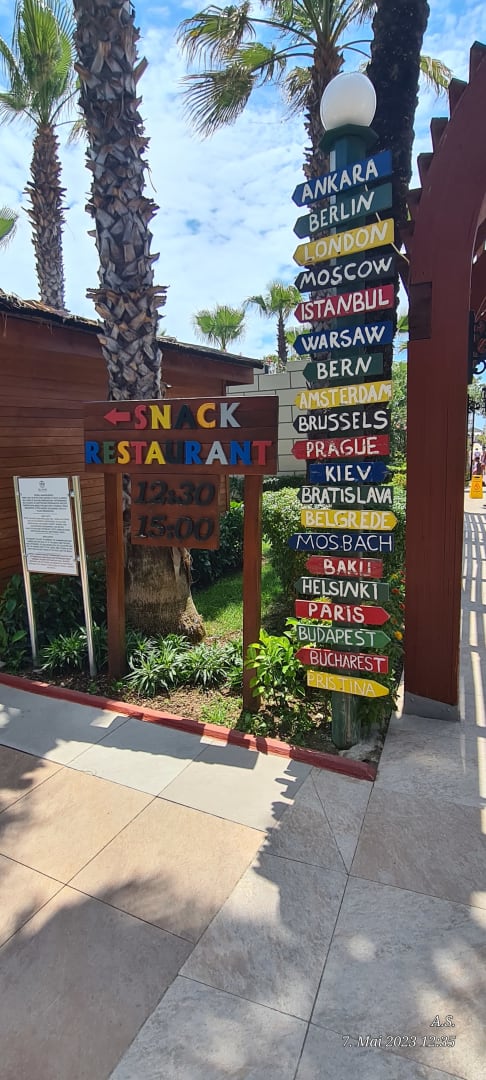 SNACK
RESTAURANT
12:30
15:00
ANKARA
BERLIN
LONDON
MOSCOW
ISTANBUL
WARSAW
BERN
AMSTERDAM
BRUSSELS
PRAGUE
KIEV
BRATISLAVA
BELGREDE
MOSBACH
BAKU
HELSINKI
PARIS
BUDAPEST
BUCHAREST
PRISTINA
A.S.
7. Mai 2023 12:35